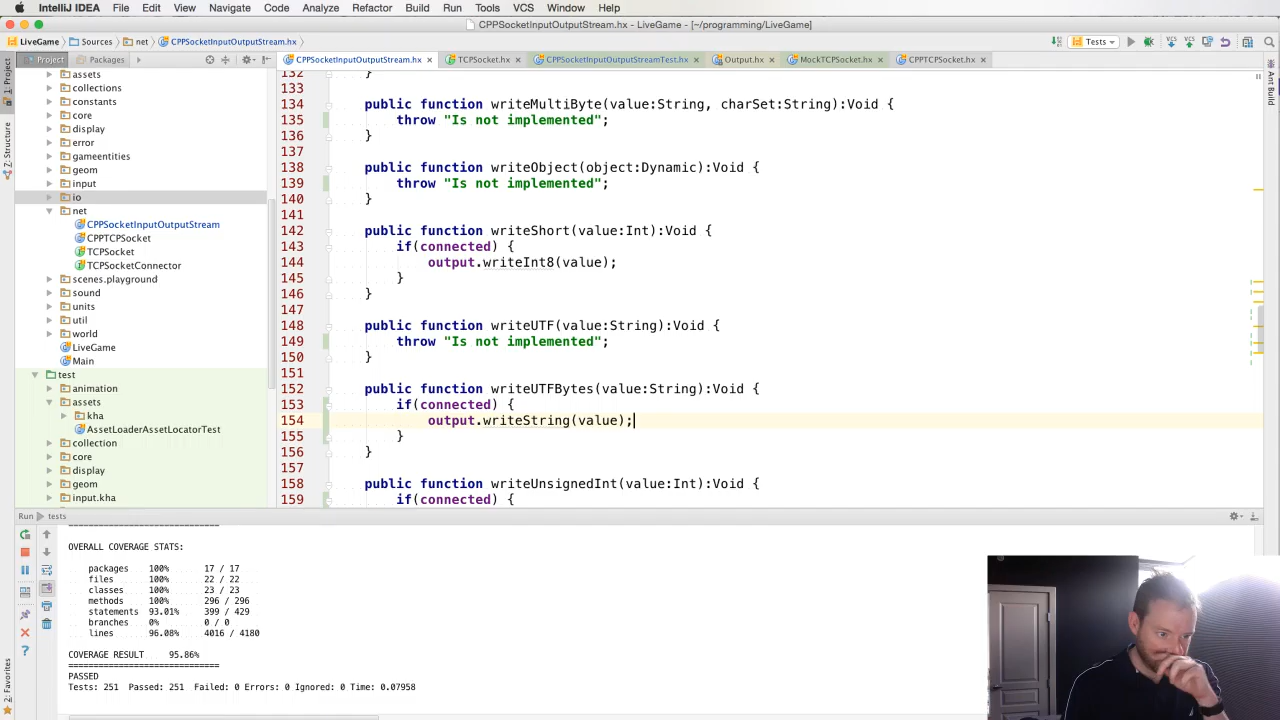 IntelliJ IDEA File Edit View Navigate Code Analyze Refactor Build Run Tools VCS Window Help
CPPSocketInputOutputStream.hx - LiveGame - [~/programming/LiveGame]
LiveGame Sources net CPPSocketInputOutputStream.hx Tests
Project Packages CPPSocketInputOutputStream.hx TCPSocket.hx CPPSocketInputOutputStreamTest.hx Output.hx MockTCPSocket.hx CPPTCPSocket.hx
1: Project
7: Structure
Ant Build
assets
collections
constants
core
display
error
gameentities
geom
input
io
net
CPPSocketInputOutputStream
CPPTCPSocket
TCPSocket
TCPSocketConnector
scenes.playground
sound
units
util
world
LiveGame
Main
test
animation
assets
kha
AssetLoaderAssetLocatorTest
collection
core
display
geom
input.kha
132 }
133
134 public function writeMultiByte(value:String, charSet:String):Void {
135 throw "Is not implemented";
136 }
137
138 public function writeObject(object:Dynamic):Void {
139 throw "Is not implemented";
140 }
141
142 public function writeShort(value:Int):Void {
143 if(connected) {
144 output.writeInt8(value);
145 }
146 }
147
148 public function writeUTF(value:String):Void {
149 throw "Is not implemented";
150 }
151
152 public function writeUTFBytes(value:String):Void {
153 if(connected) {
154 output.writeString(value);
155 }
156 }
157
158 public function writeUnsignedInt(value:Int):Void {
159 if(connected) {
Run tests
==============================
OVERALL COVERAGE STATS:
packages 100% 17 / 17
files 100% 22 / 22
classes 100% 23 / 23
methods 100% 296 / 296
statements 93.01% 399 / 429
branches 0% 0 / 0
lines 96.08% 4016 / 4180
COVERAGE RESULT 95.86%
==============================
PASSED
Tests: 251 Passed: 251 Failed: 0 Errors: 0 Ignored: 0 Time: 0.07958
2: Favorites